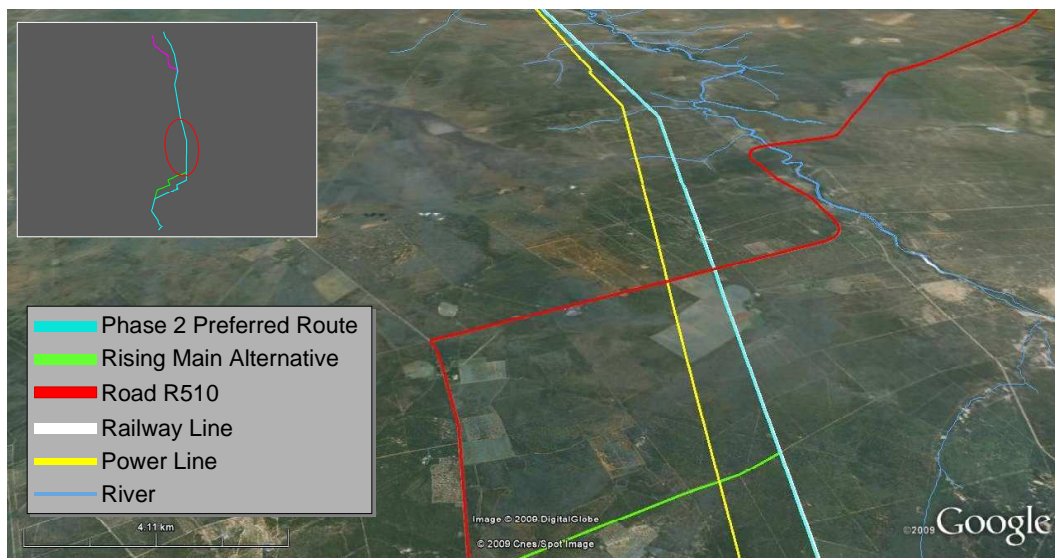 Phase 2 Preferred Route
Rising Main Alternative
Road R510
Railway Line
Power Line
River
4.11 km
Image © 2009 DigitalGlobe
© 2009 Cnes/Spot Image
©2009 Google